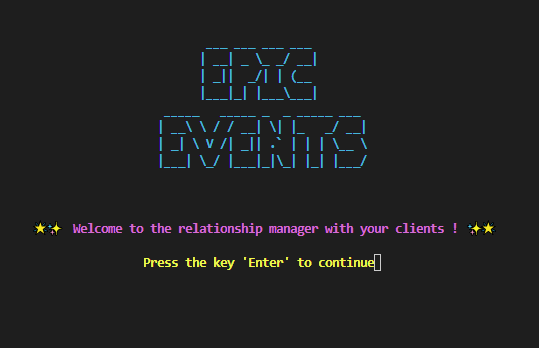 EPIC
EVENTS
⭐✨ Welcome to the relationship manager with your clients ! ✨⭐
Press the key 'Enter' to continue